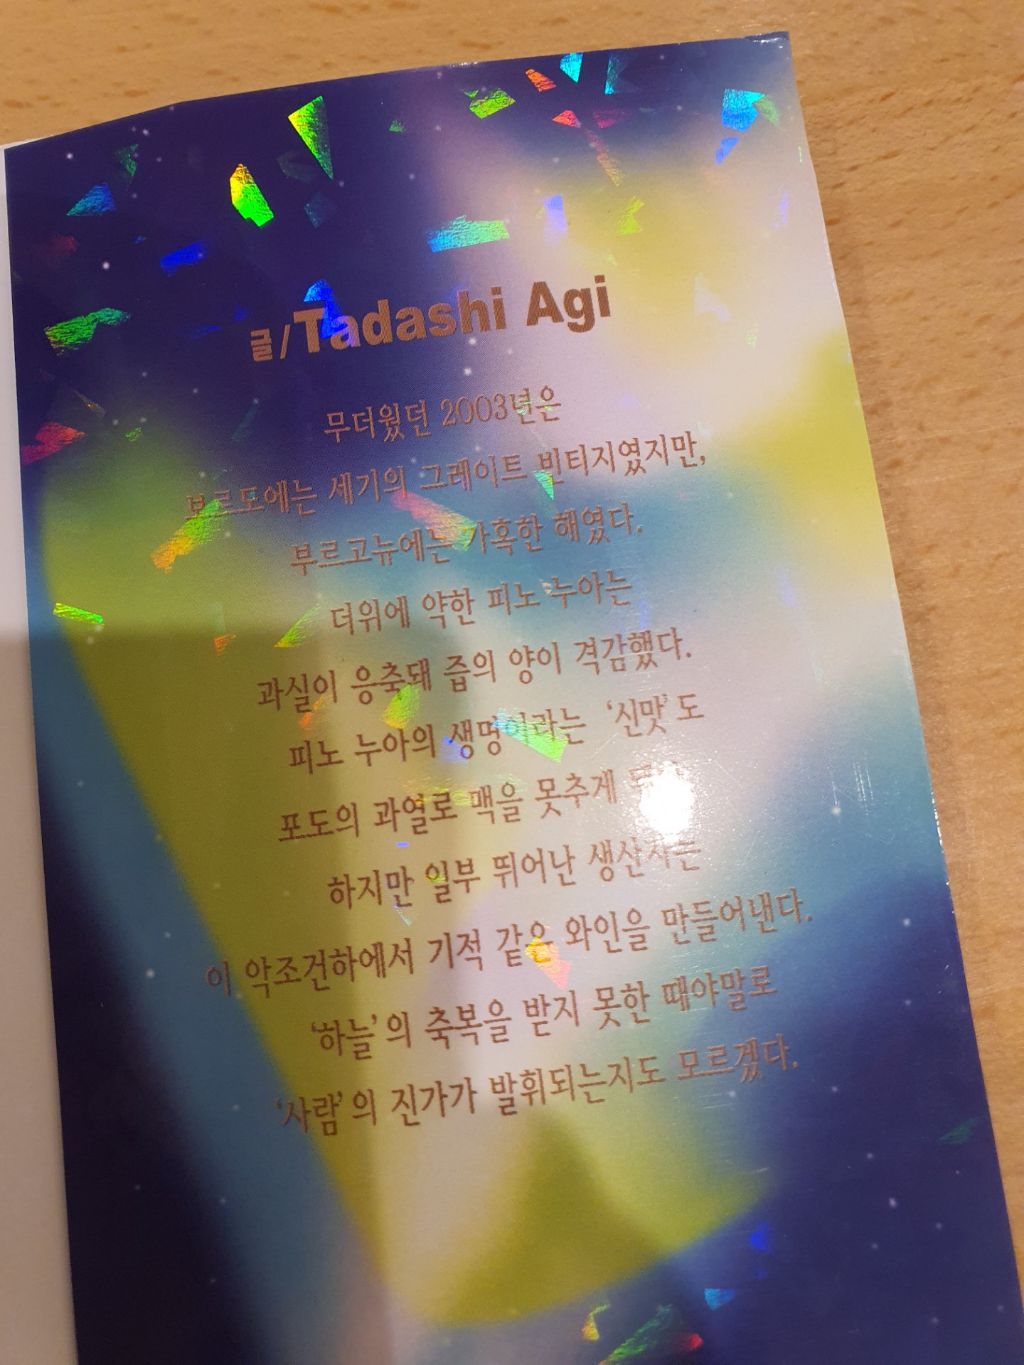 글/Tadashi Agi
무더웠던 2003년은
보르도에는 세기의 그레이트 빈티지였지만,
부르고뉴에는 가혹한 해였다.
더위에 약한 피노 누아는
과실이 응축돼 즙의 양이 격감했다.
피노 누아의 생명이라는 '신맛'도
포도의 과열로 맥을 못추게
하지만 일부 뛰어난 생산자는
이 악조건하에서 기적 같은 와인을 만들어낸다.
'하늘'의 축복을 받지 못한 때야말로
'사람'의 진가가 발휘되는지도 모르겠다.